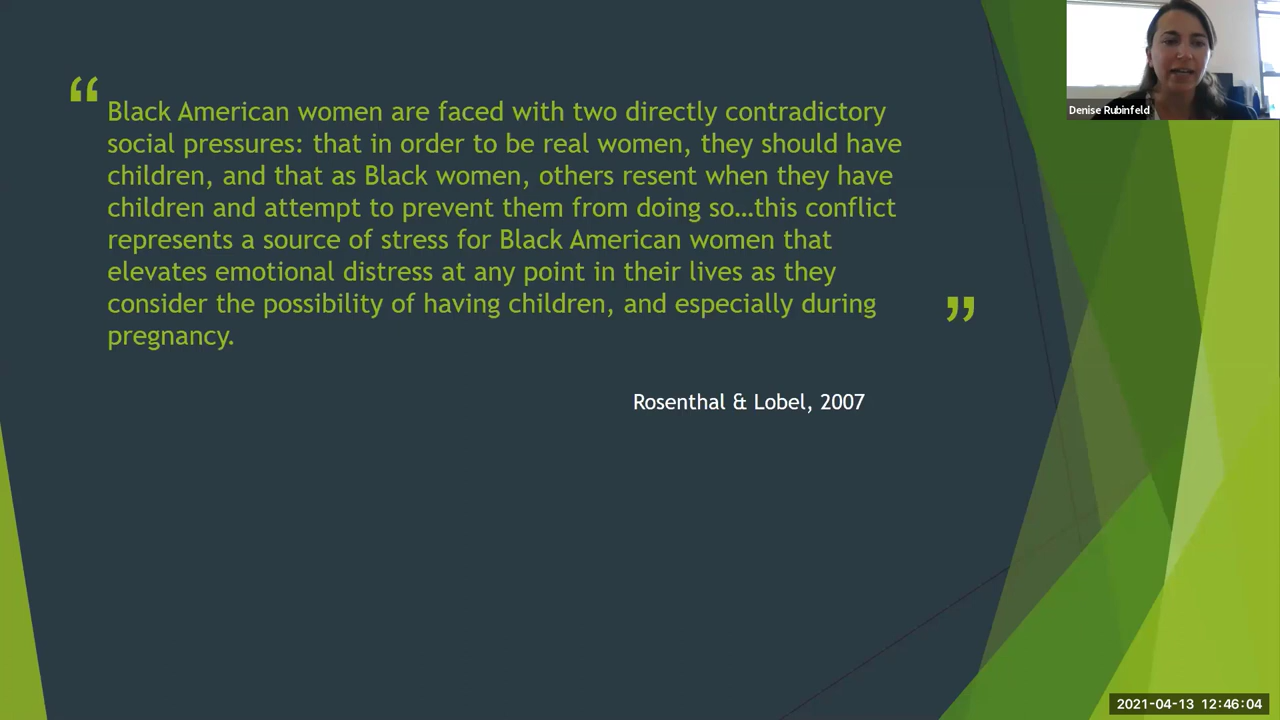 “
Black American women are faced with two directly contradictory
social pressures: that in order to be real women, they should have
children, and that as Black women, others resent when they have
children and attempt to prevent them from doing so…this conflict
represents a source of stress for Black American women that
elevates emotional distress at any point in their lives as they
consider the possibility of having children, and especially during
pregnancy.
”
Rosenthal & Lobel, 2007
Denise Rubinfeld
2021-04-13 12:46:04